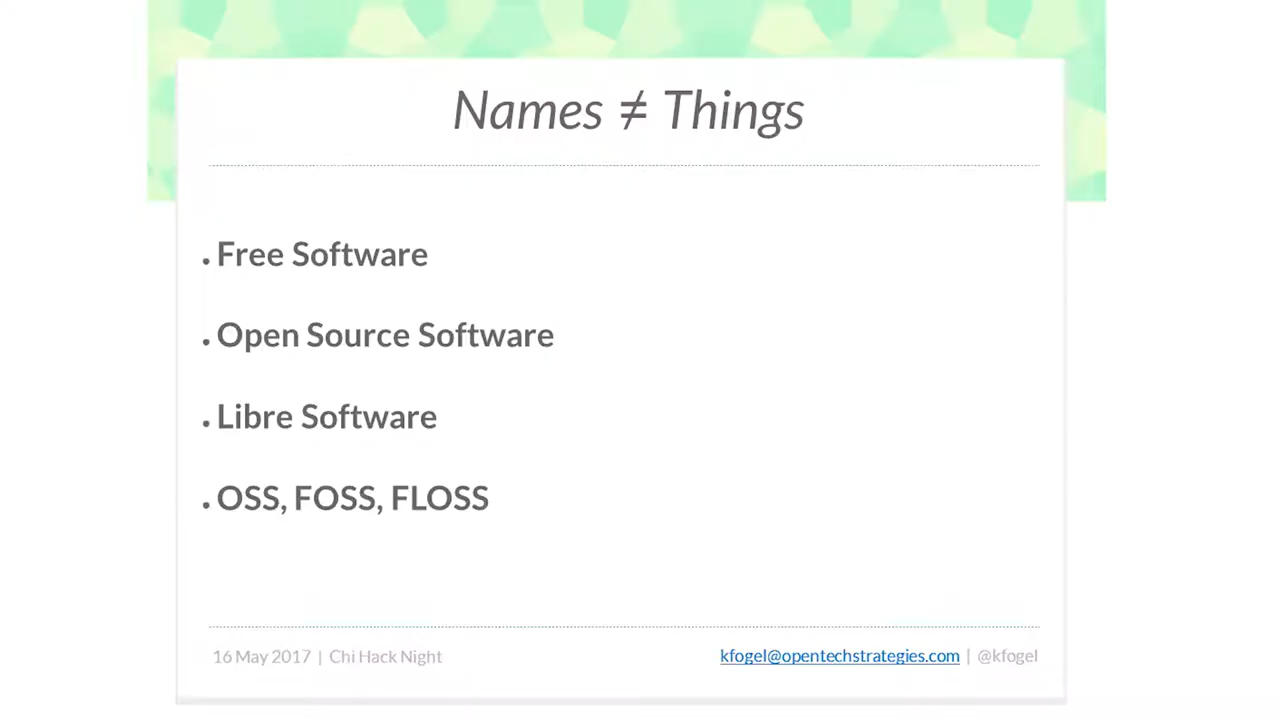 Names ≠ Things
. Free Software
. Open Source Software
. Libre Software
. OSS, FOSS, FLOSS
16 May 2017 | Chi Hack Night kfogel@opentechstrategies.com | @kfogel